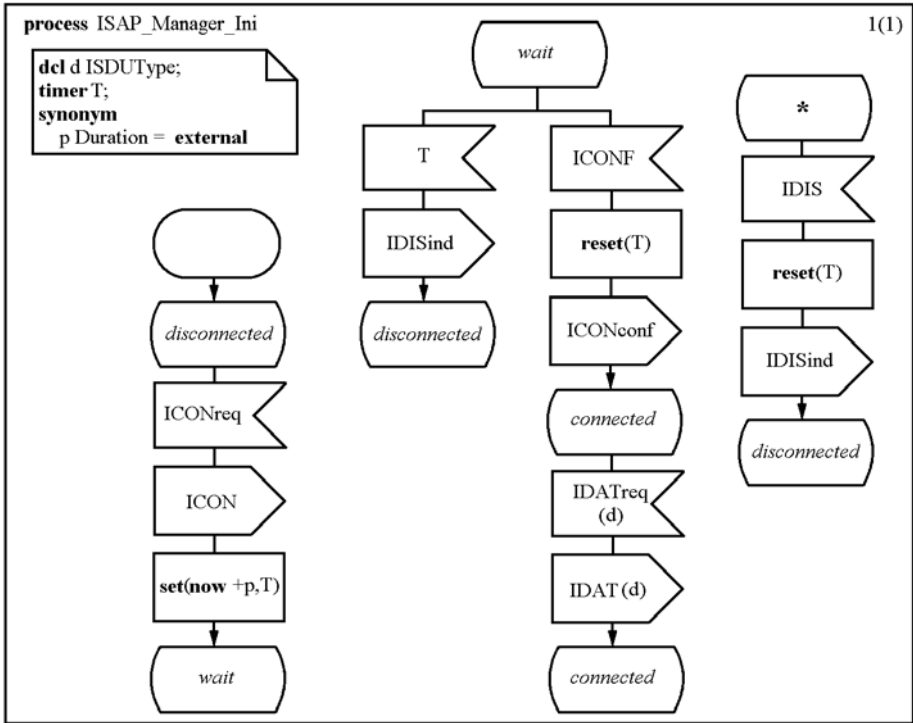 process ISAP_Manager_Ini
1(1)
dcl d ISDUType;
timer T;
synonym
p Duration = external
disconnected
ICONreq
ICON
set(now +p,T)
wait
wait
T
IDISind
disconnected
ICONF
reset(T)
ICONconf
connected
IDATreq
(d)
IDAT (d)
connected
*
IDIS
reset(T)
IDISind
disconnected